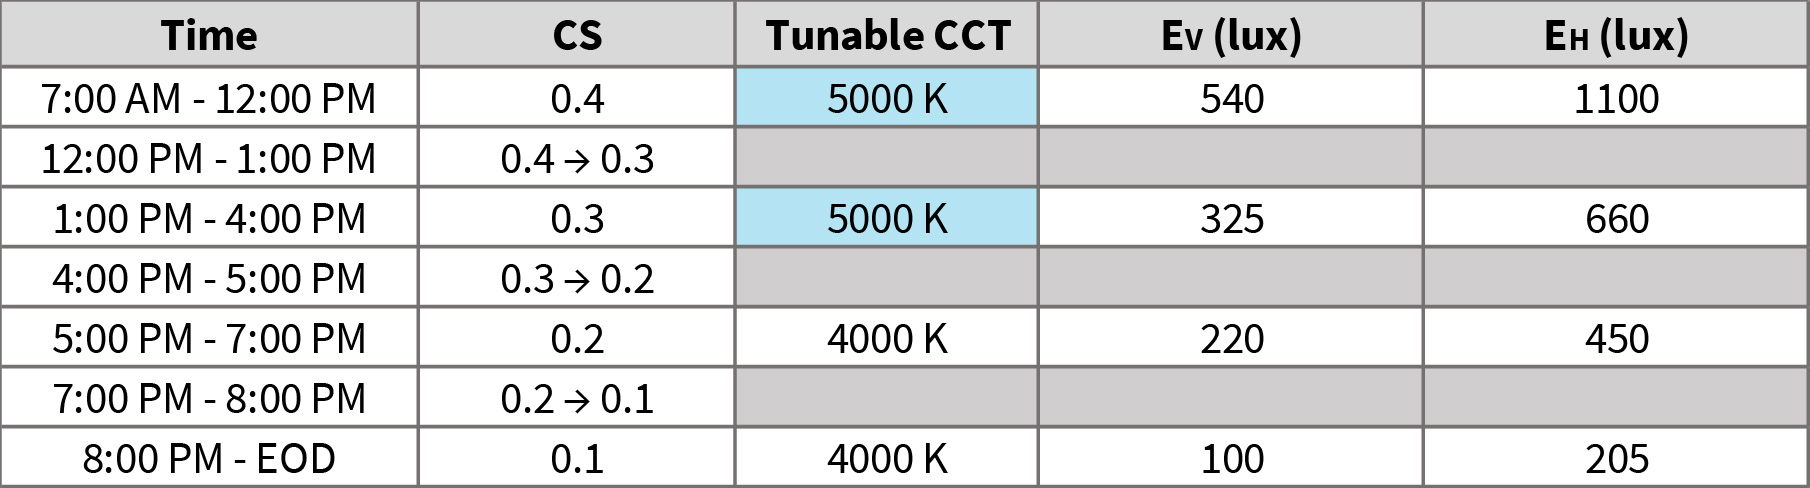 Time CS Tunable CCT EV (lux) EH (lux)
7:00 AM - 12:00 PM 0.4 5000 K 540 1100
12:00 PM - 1:00 PM 0.4 → 0.3
1:00 PM - 4:00 PM 0.3 5000 K 325 660
4:00 PM - 5:00 PM 0.3 → 0.2
5:00 PM - 7:00 PM 0.2 4000 K 220 450
7:00 PM - 8:00 PM 0.2 → 0.1
8:00 PM - EOD 0.1 4000 K 100 205